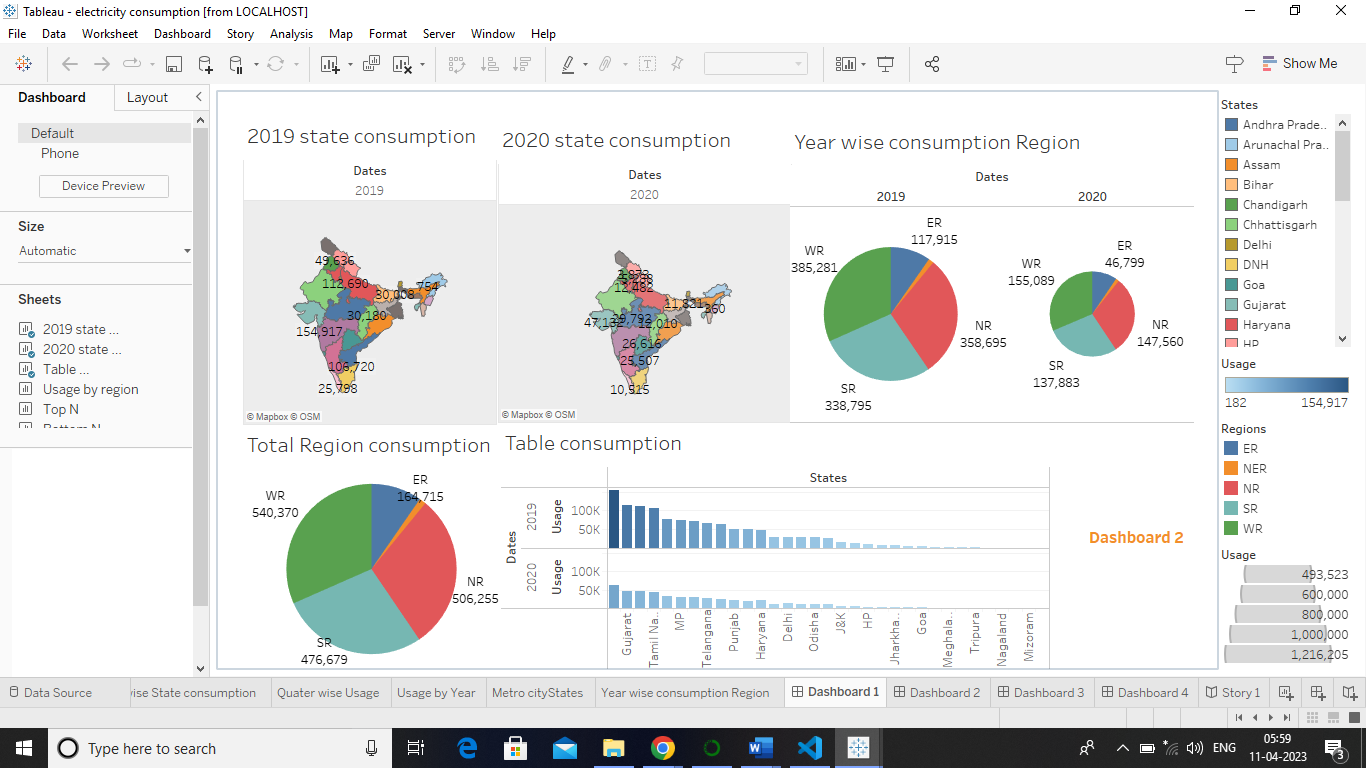 Tableau - electricity consumption [from LOCALHOST]
File Data Worksheet Dashboard Story Analysis Map Format Server Window Help
Show Me
Dashboard Layout
Default
Phone
Device Preview
Size
Automatic
Sheets
2019 state ...
2020 state ...
Table ...
Usage by region
Top N
2019 state consumption
Dates
2019
49,636
112,690
30,008
754
30,180
154,917
106,720
25,798
© Mapbox © OSM
2020 state consumption
Dates
2020
12,482
11,831
360
47,132
12,010
26,616
25,507
10,515
© Mapbox © OSM
Year wise consumption Region
Dates
2019 2020
ER
117,915
WR
385,281
NR
358,695
SR
338,795
ER
46,799
WR
155,089
NR
147,560
SR
137,883
Total Region consumption
ER
164,715
WR
540,370
NR
506,255
SR
476,679
Table consumption
States
Dates
2019
Usage
100K
50K
2020
Usage
100K
50K
Gujarat
Tamil Na..
MP
Telangana
Punjab
Haryana
Delhi
Odisha
J&K
HP
Jharkha..
Goa
Meghala..
Tripura
Nagaland
Mizoram
Dashboard 2
States
Andhra Prade..
Arunachal Pra..
Assam
Bihar
Chandigarh
Chhattisgarh
Delhi
DNH
Goa
Gujarat
Haryana
HP
Usage
182 154,917
Regions
ER
NER
NR
SR
WR
Usage
493,523
600,000
800,000
1,000,000
1,216,205
Data Source
ise State consumption
Quater wise Usage
Usage by Year
Metro cityStates
Year wise consumption Region
Dashboard 1
Dashboard 2
Dashboard 3
Dashboard 4
Story 1
Type here to search
ENG
05:59
11-04-2023
3